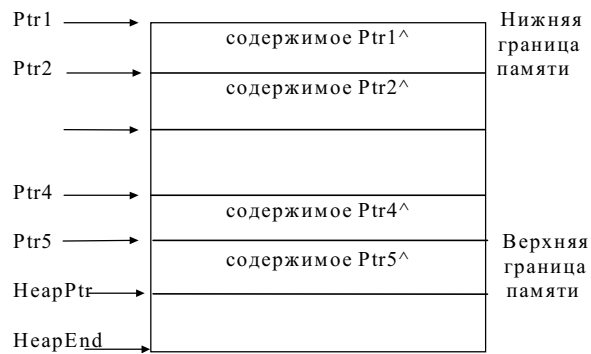 Ptr1
содержимое Ptr1^
Нижняя
граница
памяти
Ptr2
содержимое Ptr2^
Ptr4
содержимое Ptr4^
Ptr5
содержимое Ptr5^
Верхняя
граница
памяти
HeapPtr
HeapEnd